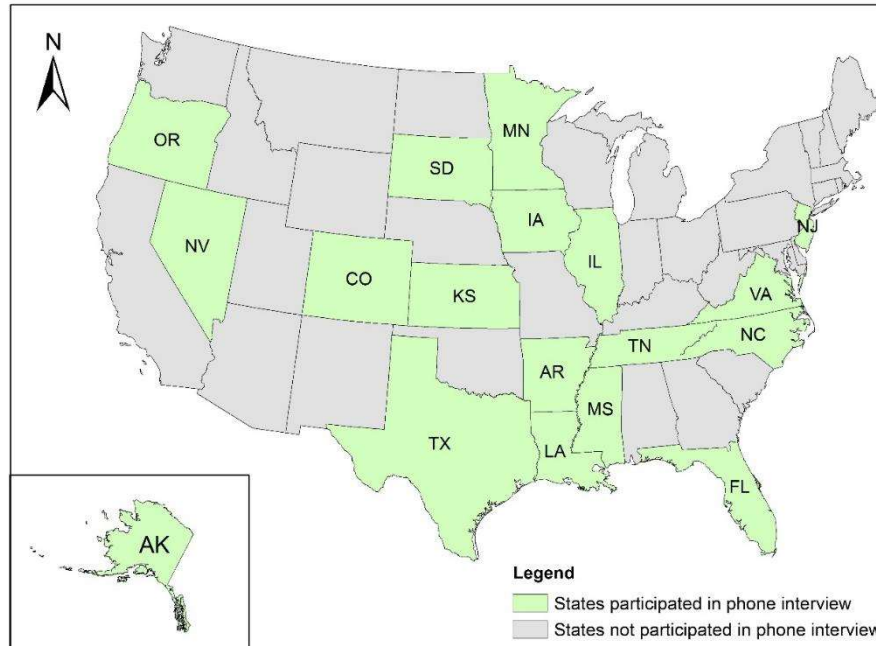 N
MN
OR
SD
IA
NJ
NV
IL
CO
KS
VA
TN
NC
AR
MS
TX
LA
FL
AK
Legend
States participated in phone interview
States not participated in phone interview